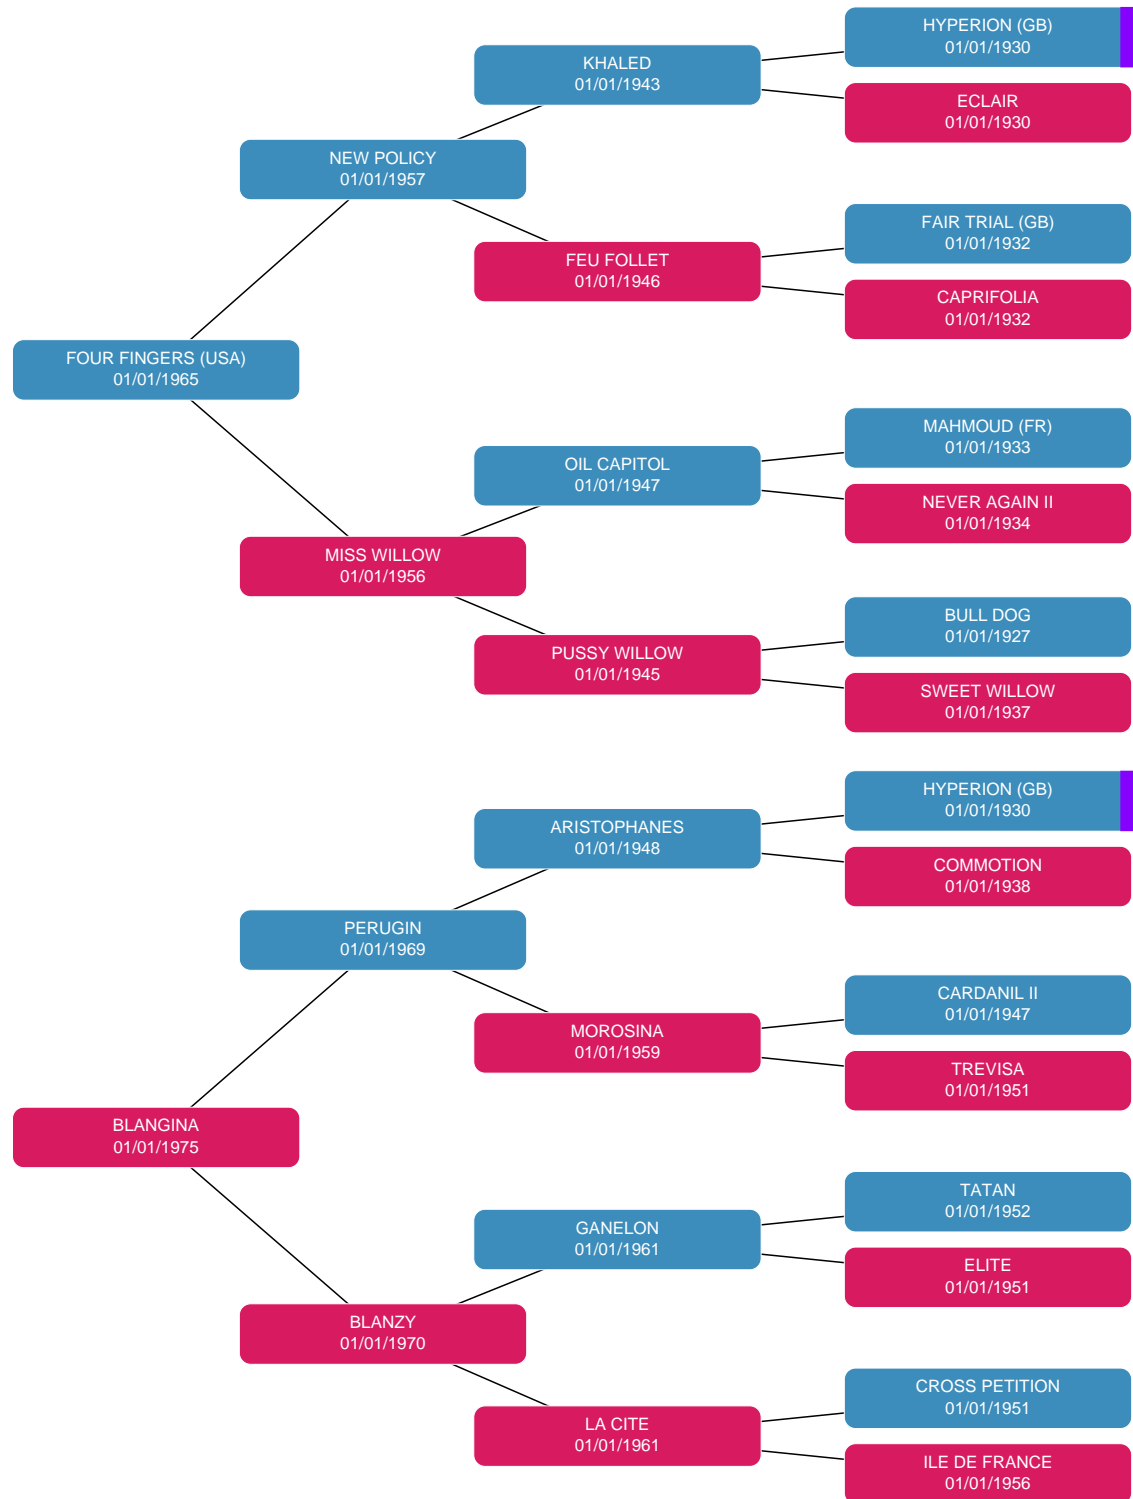 HYPERION (GB)
01/01/1930
KHALED
01/01/1943
ECLAIR
01/01/1930
NEW POLICY
01/01/1957
FAIR TRIAL (GB)
01/01/1932
FEU FOLLET
01/01/1946
CAPRIFOLIA
01/01/1932
FOUR FINGERS (USA)
01/01/1965
MAHMOUD (FR)
01/01/1933
OIL CAPITOL
01/01/1947
NEVER AGAIN II
01/01/1934
MISS WILLOW
01/01/1956
BULL DOG
01/01/1927
PUSSY WILLOW
01/01/1945
SWEET WILLOW
01/01/1937
HYPERION (GB)
01/01/1930
ARISTOPHANES
01/01/1948
COMMOTION
01/01/1938
PERUGIN
01/01/1969
CARDANIL II
01/01/1947
MOROSINA
01/01/1959
TREVISA
01/01/1951
BLANGINA
01/01/1975
TATAN
01/01/1952
GANELON
01/01/1961
ELITE
01/01/1951
BLANZY
01/01/1970
CROSS PETITION
01/01/1951
LA CITE
01/01/1961
ILE DE FRANCE
01/01/1956